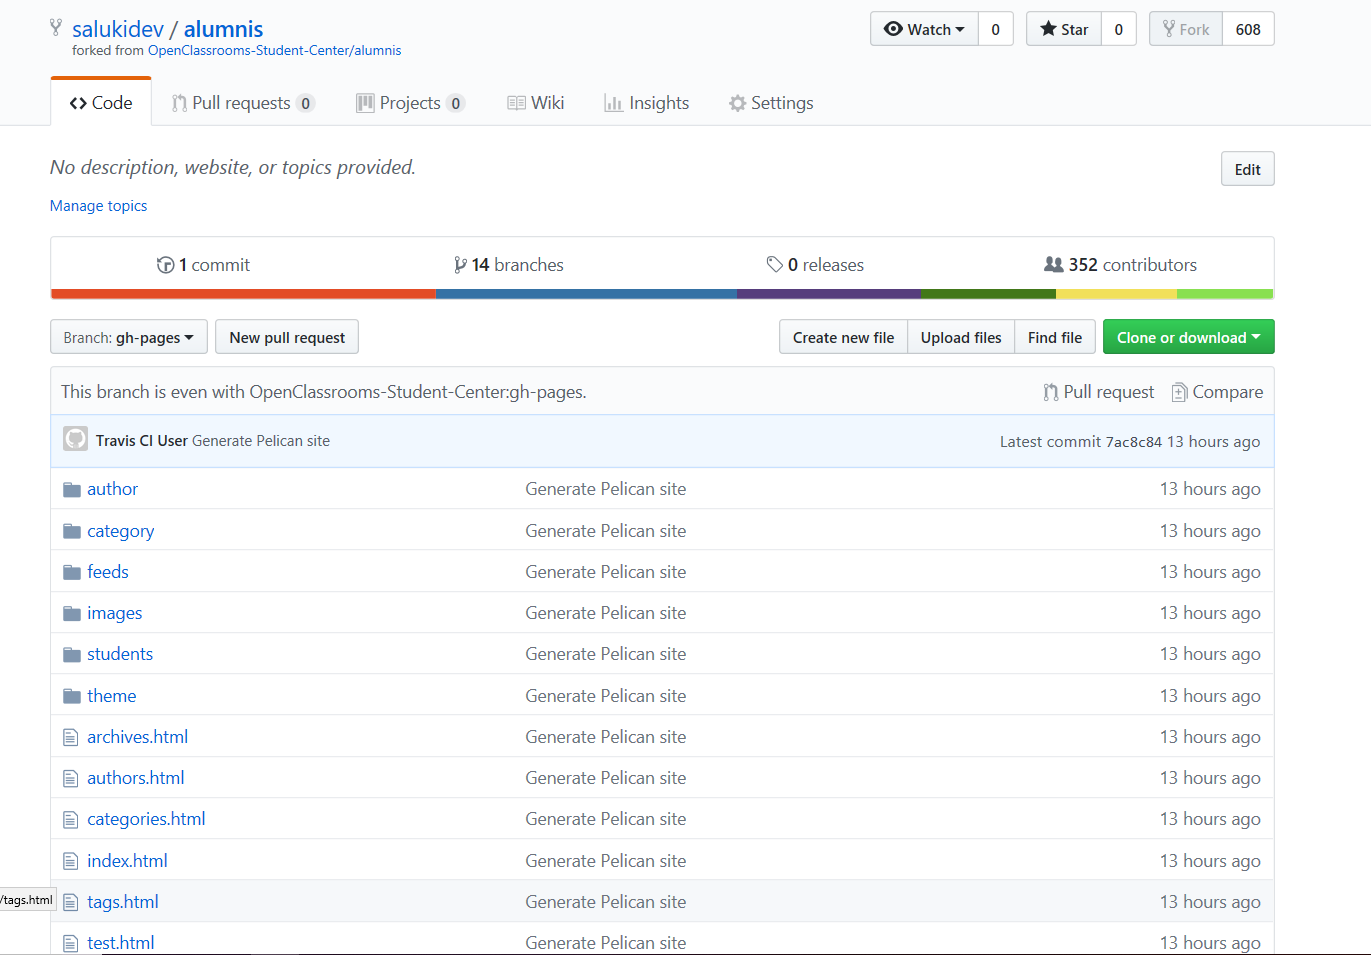 salukidev / alumnis
Watch 0 Star 0 Fork 608
forked from OpenClassrooms-Student-Center/alumnis
Code Pull requests 0 Projects 0 Wiki Insights Settings
No description, website, or topics provided.
Edit
Manage topics
1 commit 14 branches 0 releases 352 contributors
Branch: gh-pages New pull request Create new file Upload files Find file Clone or download
This branch is even with OpenClassrooms-Student-Center:gh-pages. Pull request Compare
Travis CI User Generate Pelican site Latest commit 7ac8c84 13 hours ago
author Generate Pelican site 13 hours ago
category Generate Pelican site 13 hours ago
feeds Generate Pelican site 13 hours ago
images Generate Pelican site 13 hours ago
students Generate Pelican site 13 hours ago
theme Generate Pelican site 13 hours ago
archives.html Generate Pelican site 13 hours ago
authors.html Generate Pelican site 13 hours ago
categories.html Generate Pelican site 13 hours ago
index.html Generate Pelican site 13 hours ago
/tags.html tags.html Generate Pelican site 13 hours ago
test.html Generate Pelican site 13 hours ago